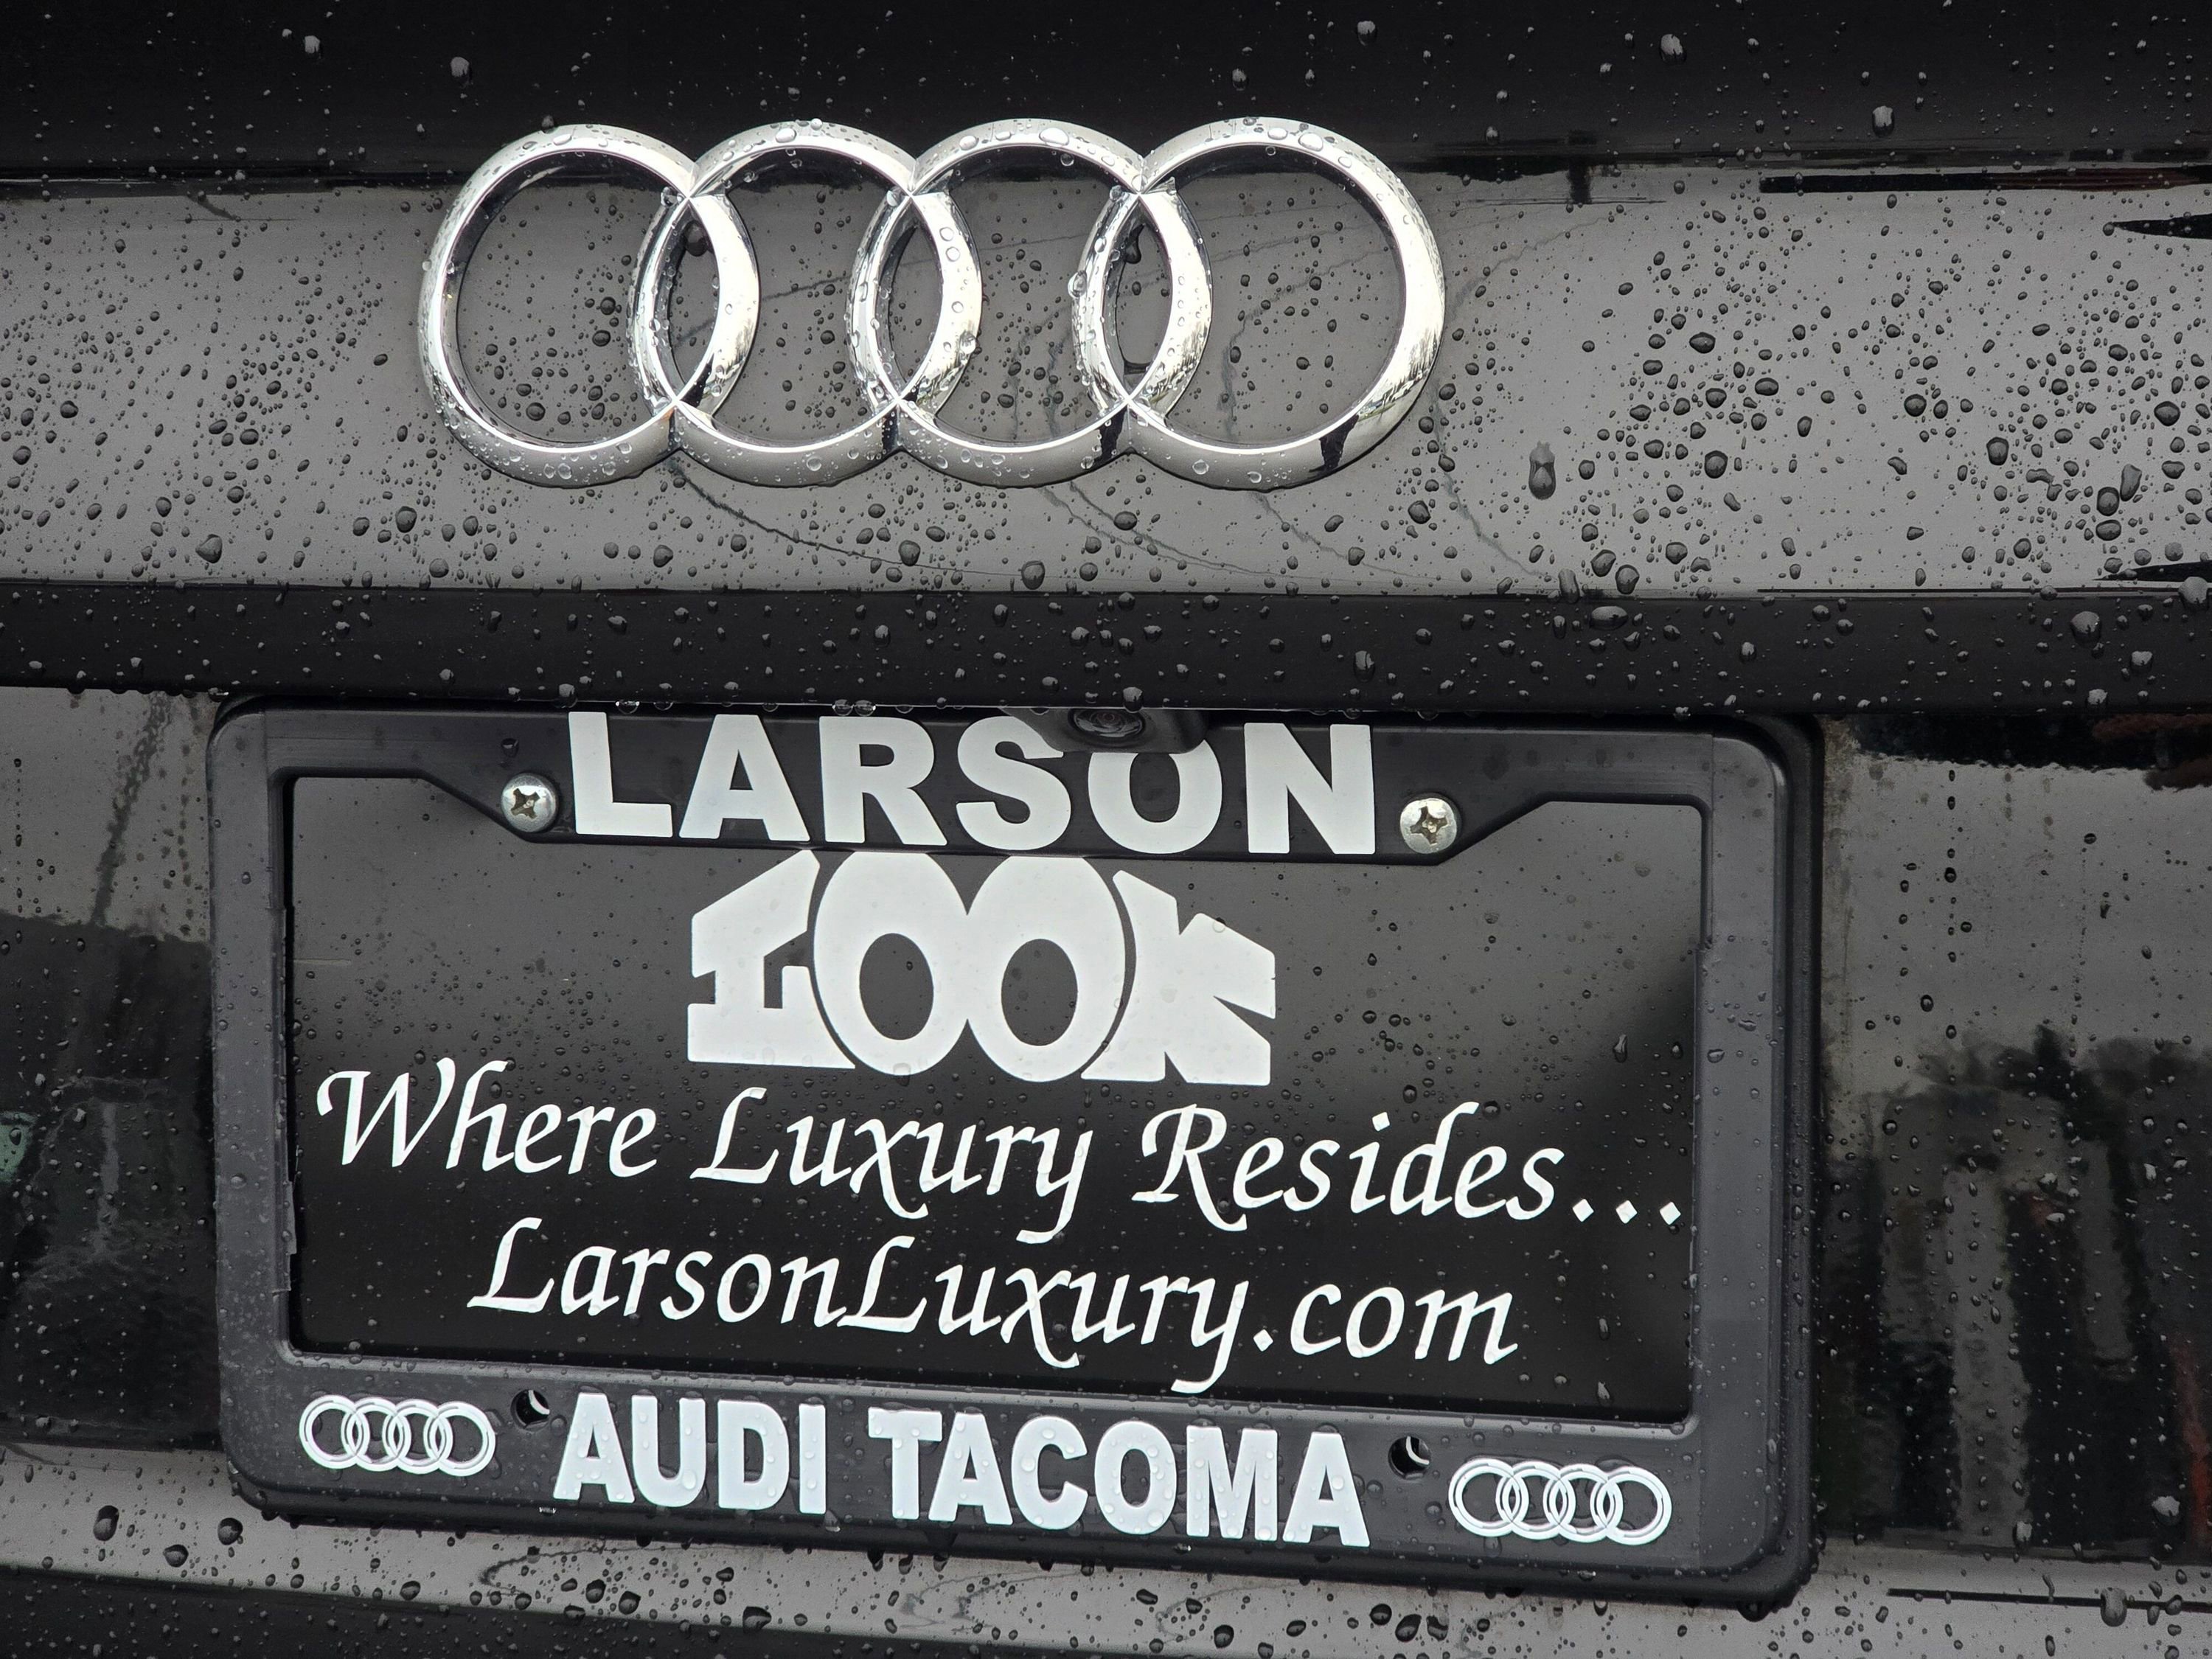 LARSON
LOOK
Where Luxury Resides...
LarsonLuxury.com
AUDI TACOMA